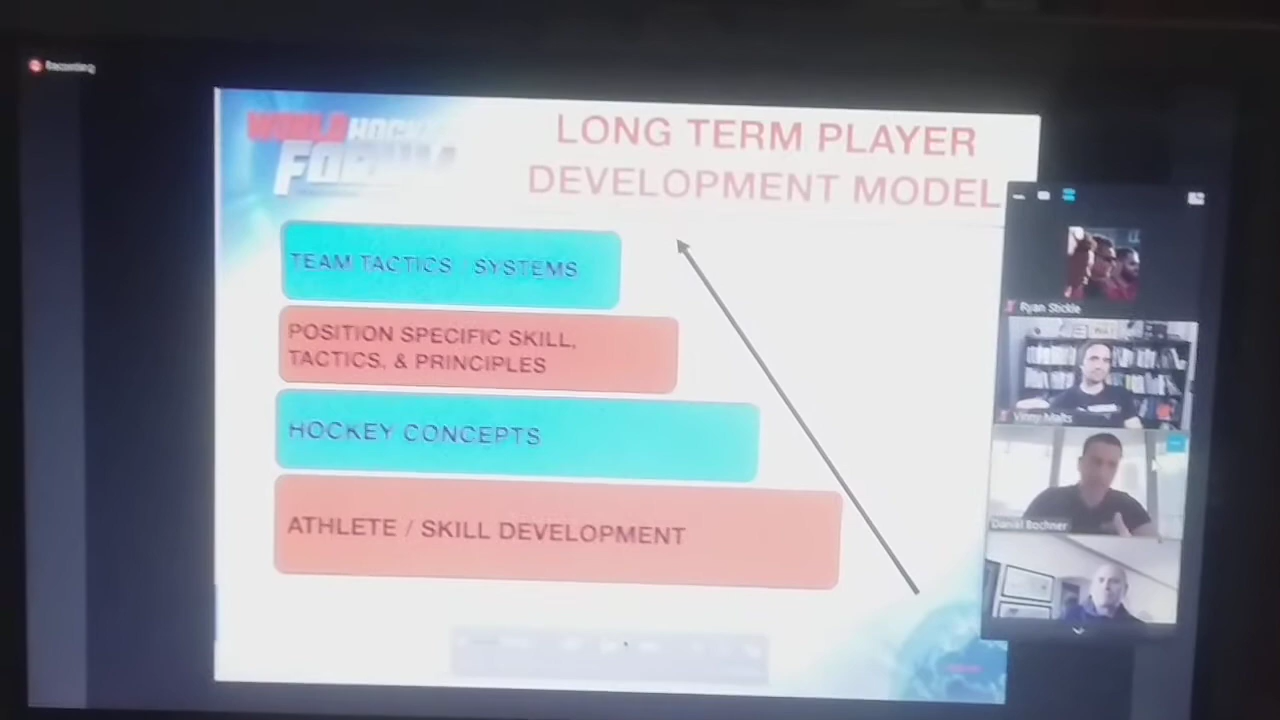 Recording
WORLD HOCKEY
FORUM
LONG TERM PLAYER
DEVELOPMENT MODEL
TEAM TACTICS / SYSTEMS
POSITION SPECIFIC SKILL,
TACTICS, & PRINCIPLES
HOCKEY CONCEPTS
ATHLETE / SKILL DEVELOPMENT
Ryan Stickle
Vinny Malts
Daniel Bochner